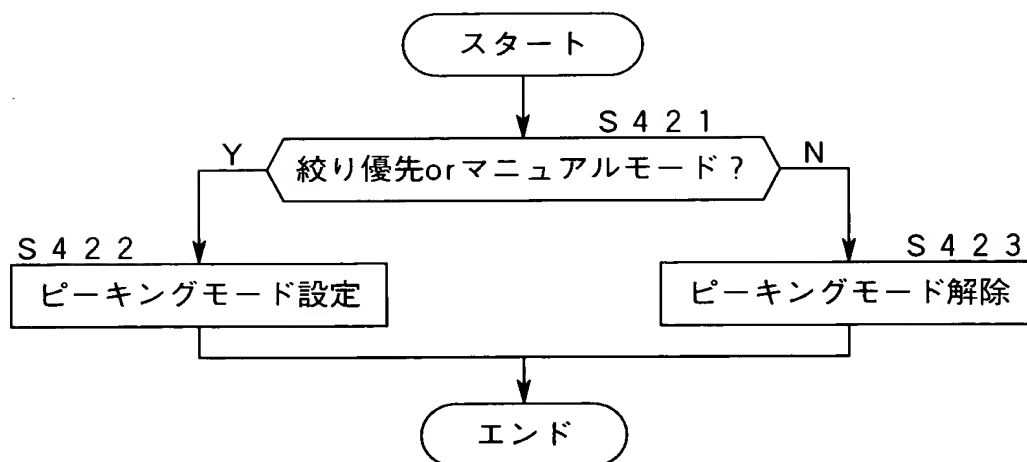 スタート
S421
Y
絞り優先orマニュアルモード?
N
S422
ピーキングモード設定
S423
ピーキングモード解除
エンド